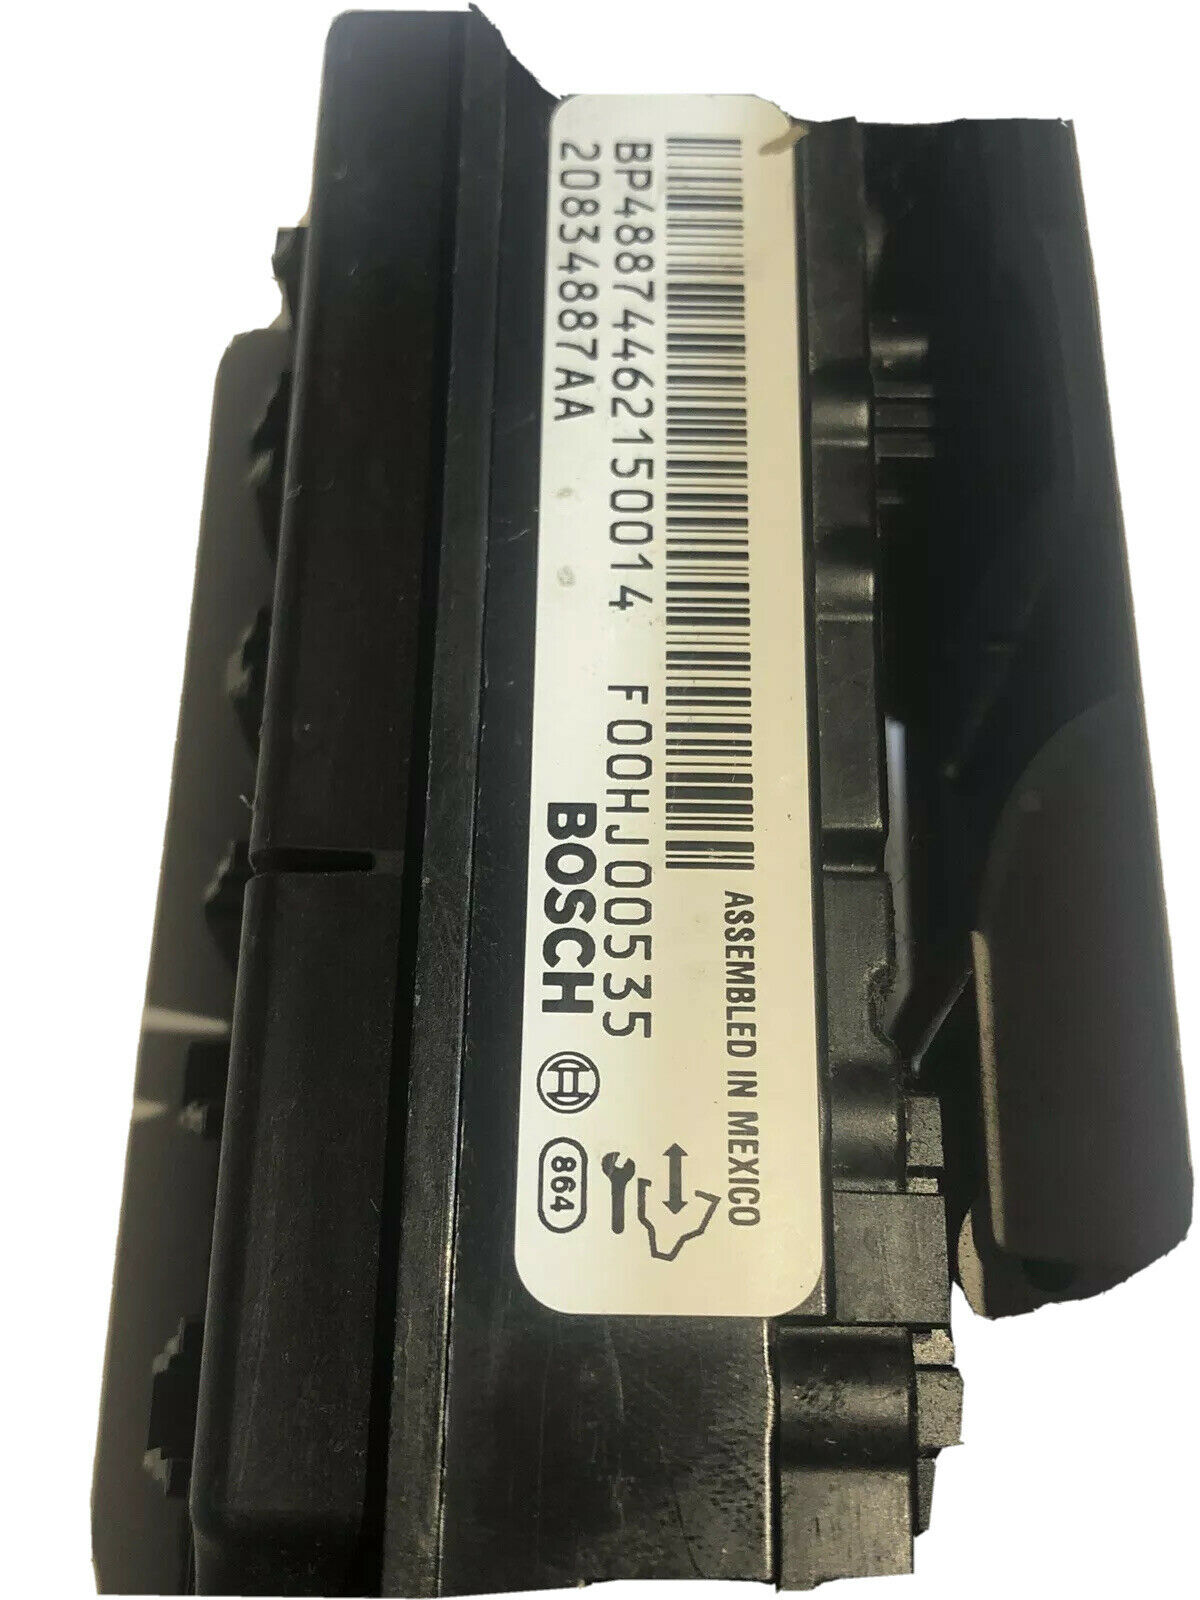 ASSEMBLED IN MEXICO
BP48874462150014 F00HJ00535
20834887AA
BOSCH
864